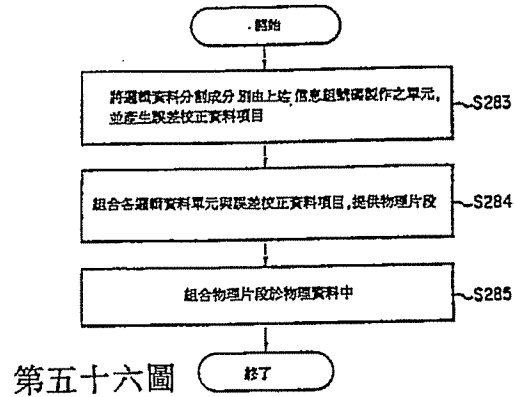 開始
將邏輯資料分割成分別由上述信息組號碼製作之單元,
並產生誤差校正資料項目
S283
組合各邏輯資料單元與誤差校正資料項目,提供物理片段
S284
組合物理片段於物理資料中
S285
終了
第五十六圖